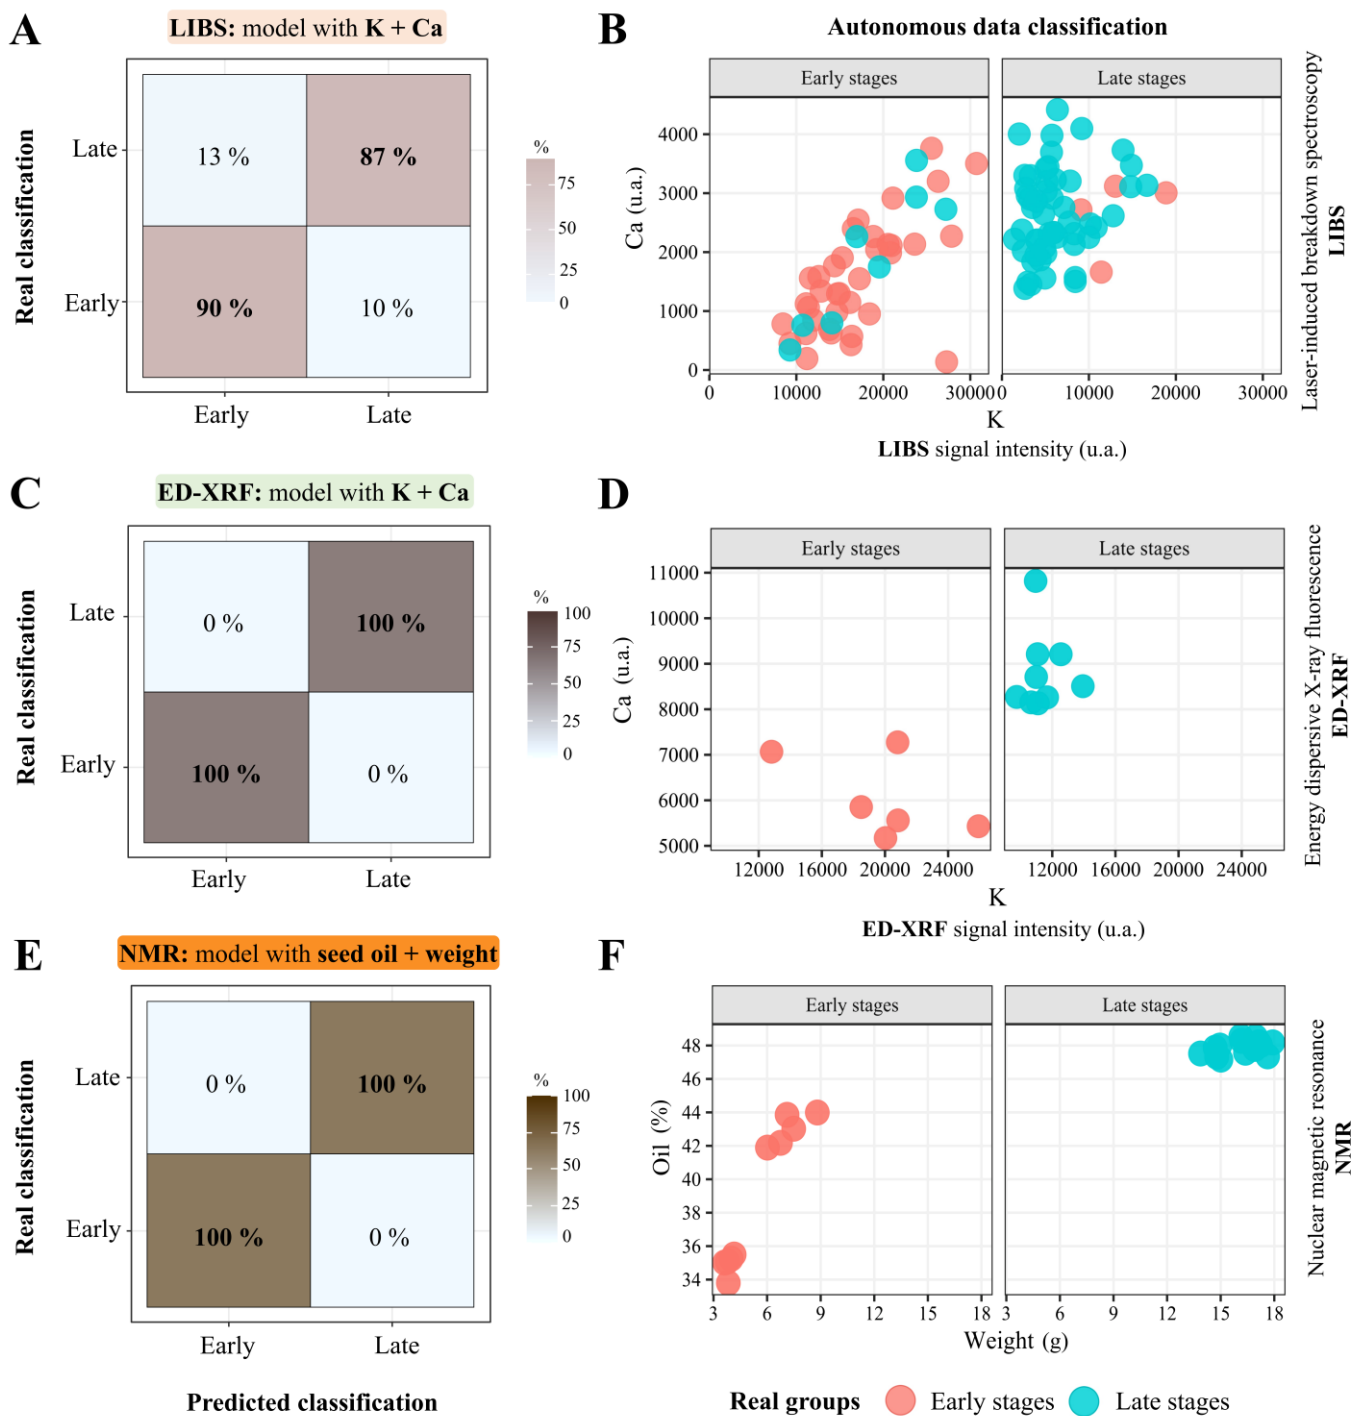 A
LIBS: model with K + Ca
Real classification
Late
Early
13 %
87 %
90 %
10 %
Early
Late
%
75
50
25
0
B
Autonomous data classification
Early stages
Late stages
Ca (u.a.)
4000
3000
2000
1000
0
0
10000
20000
30000
0
10000
20000
30000
K
LIBS signal intensity (u.a.)
Laser-induced breakdown spectroscopy
LIBS
C
ED-XRF: model with K + Ca
Real classification
Late
Early
0 %
100 %
100 %
0 %
Early
Late
%
100
75
50
25
0
D
Early stages
Late stages
Ca (u.a.)
11000
10000
9000
8000
7000
6000
5000
12000
16000
20000
24000
12000
16000
20000
24000
K
ED-XRF signal intensity (u.a.)
Energy dispersive X-ray fluorescence
ED-XRF
E
NMR: model with seed oil + weight
Real classification
Late
Early
0 %
100 %
100 %
0 %
Early
Late
Predicted classification
%
100
75
50
25
0
F
Early stages
Late stages
Oil (%)
48
46
44
42
40
38
36
34
3
6
9
12
15
18
3
6
9
12
15
18
Weight (g)
Nuclear magnetic resonance
NMR
Real groups
Early stages
Late stages